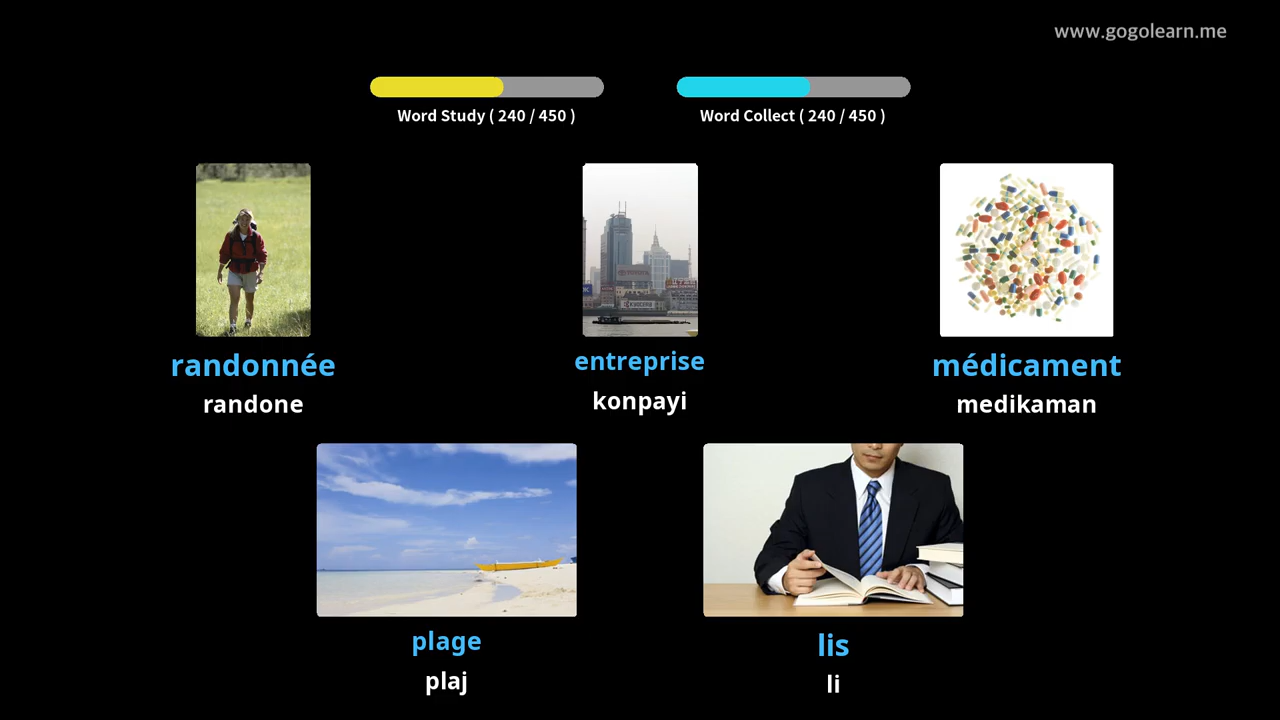 www.gogolearn.me
Word Study ( 240 / 450 )
Word Collect ( 240 / 450 )
TOYOTA
randonnée
randone
entreprise
konpayi
médicament
medikaman
plage
plaj
lis
li